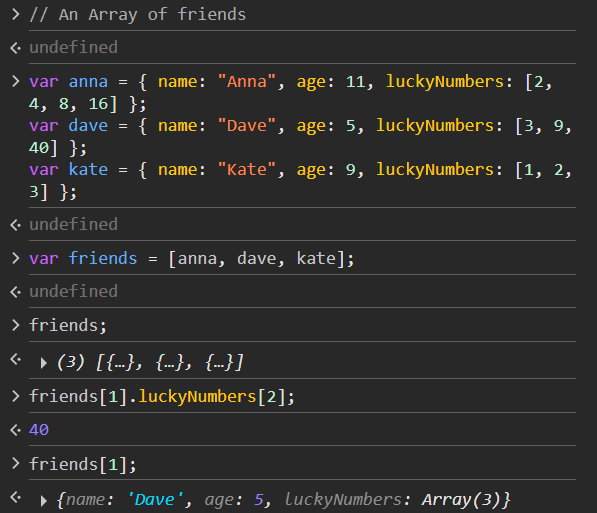 > // An Array of friends
<· undefined
> var anna = { name: "Anna", age: 11, luckyNumbers: [2,
4, 8, 16] };
var dave = { name: "Dave", age: 5, luckyNumbers: [3, 9,
40] };
var kate = { name: "Kate", age: 9, luckyNumbers: [1, 2,
3] };
<· undefined
> var friends = [anna, dave, kate];
<· undefined
> friends;
<· ▶ (3) [{…}, {…}, {…}]
> friends[1].luckyNumbers[2];
<· 40
> friends[1];
<· ▶ {name: 'Dave', age: 5, luckyNumbers: Array(3)}